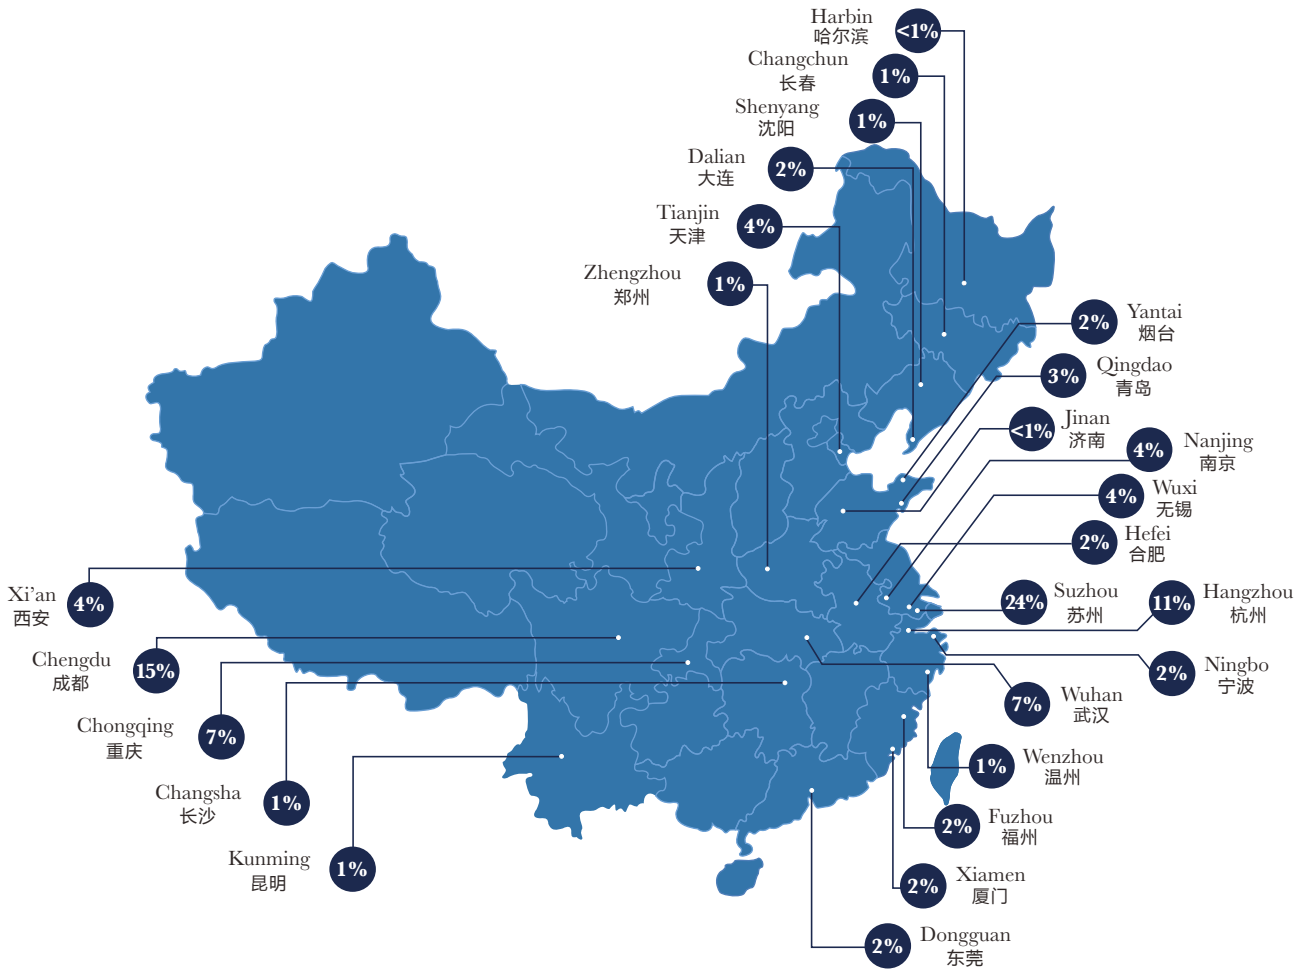 Harbin
哈尔滨
<1%
Changchun
长春
1%
Shenyang
沈阳
1%
Dalian
大连
2%
Tianjin
天津
4%
Zhengzhou
郑州
1%
2%
Yantai
烟台
3%
Qingdao
青岛
<1%
Jinan
济南
4%
Nanjing
南京
4%
Wuxi
无锡
2%
Hefei
合肥
24%
Suzhou
苏州
11%
Hangzhou
杭州
2%
Ningbo
宁波
7%
Wuhan
武汉
1%
Wenzhou
温州
2%
Fuzhou
福州
2%
Xiamen
厦门
2%
Dongguan
东莞
Xi’an
西安
4%
Chengdu
成都
15%
Chongqing
重庆
7%
Changsha
长沙
1%
Kunming
昆明
1%